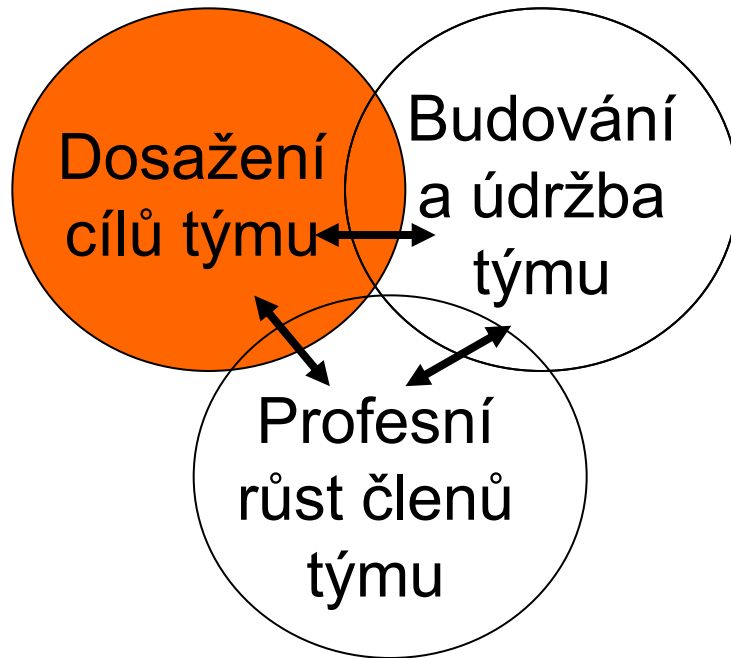 Dosažení
cílů týmu
Budování
a údržba
týmu
Profesní
růst členů
týmu